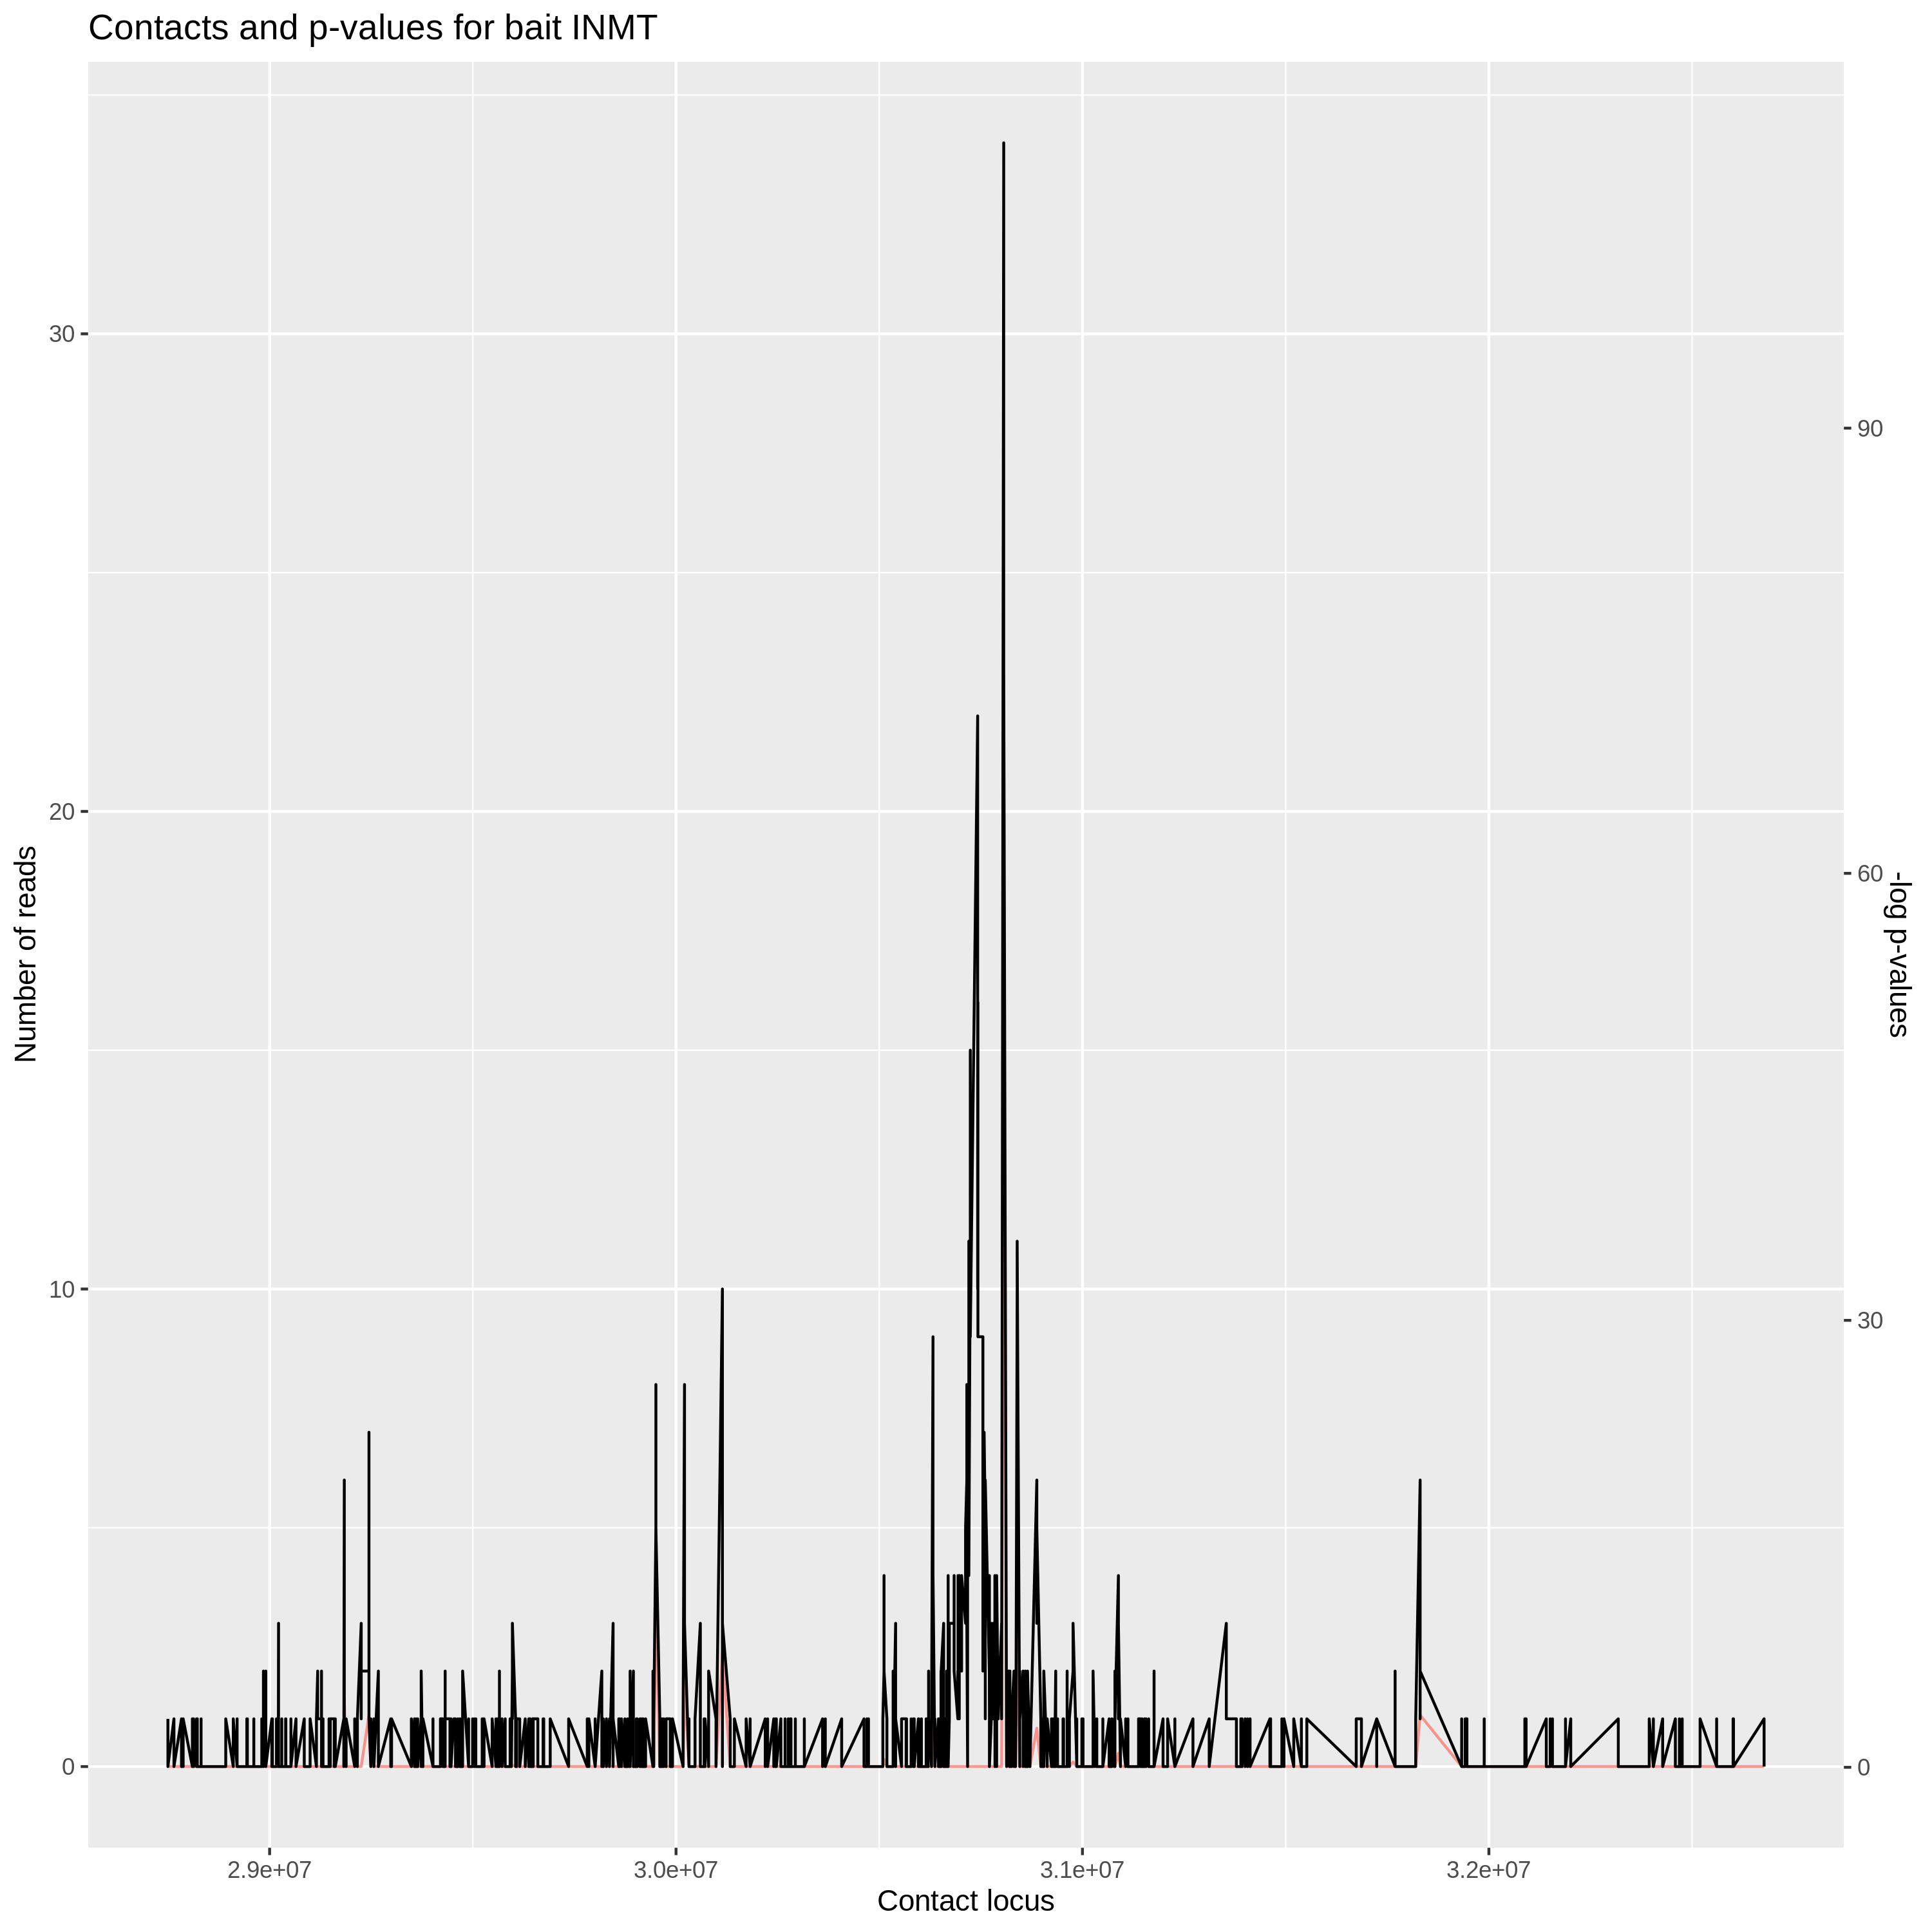 Contacts and p-values for bait INMT
30
20
10
0
Number of reads
90
60
30
0
-log p-values
2.9e+07
3.0e+07
3.1e+07
3.2e+07
Contact locus